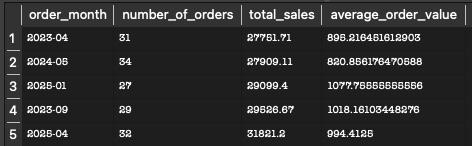 order_month number_of_orders total_sales average_order_value
1 2023-04 31 27751.71 895.216451612903
2 2024-05 34 27909.11 820.856176470588
3 2025-01 27 29099.4 1077.75555555556
4 2023-09 29 29526.67 1018.16103448276
5 2025-04 32 31821.2 994.4125